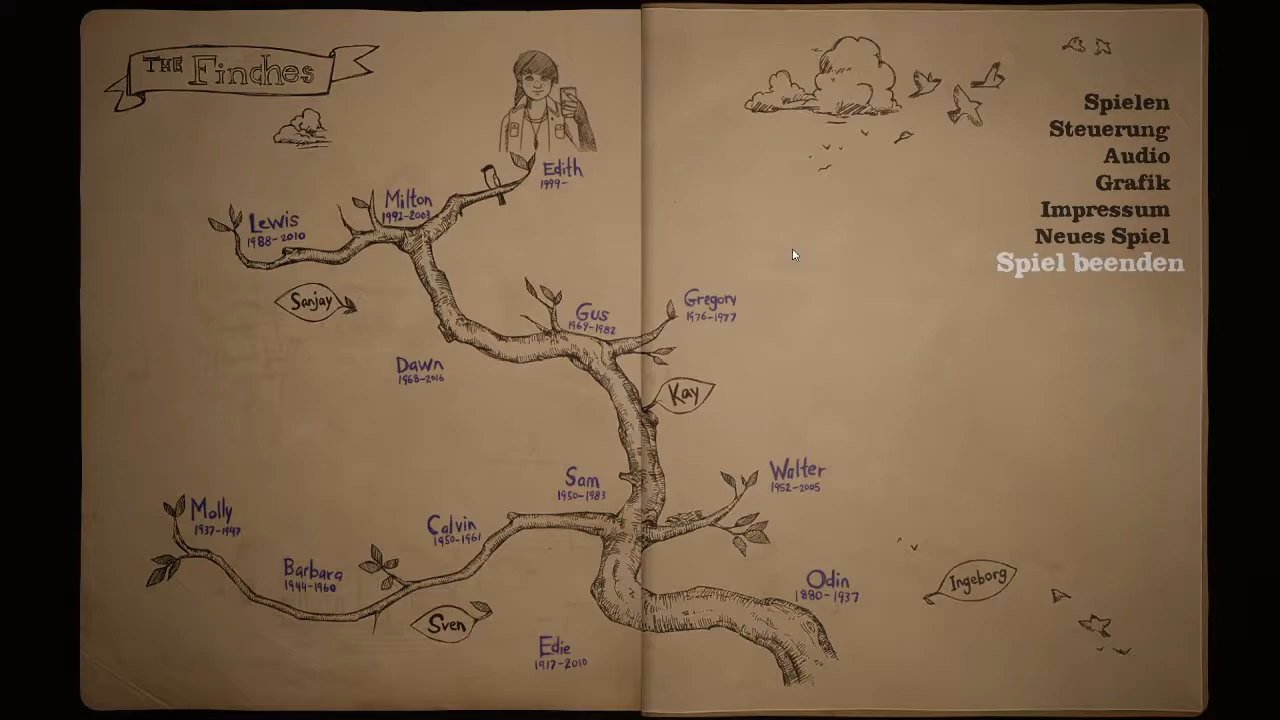 THE Finches
Edith
1999-
Milton
1992-2003
Lewis
1988-2010
Sanjay
Gus
1969-1982
Gregory
1976-1977
Dawn
1968-2016
Kay
Sam
1950-1983
Walter
1952-2005
Molly
1937-1947
Calvin
1950-1961
Barbara
1944-1960
Sven
Odin
1880-1937
Ingeborg
Edie
1917-2010
Spielen
Steuerung
Audio
Grafik
Impressum
Neues Spiel
Spiel beenden